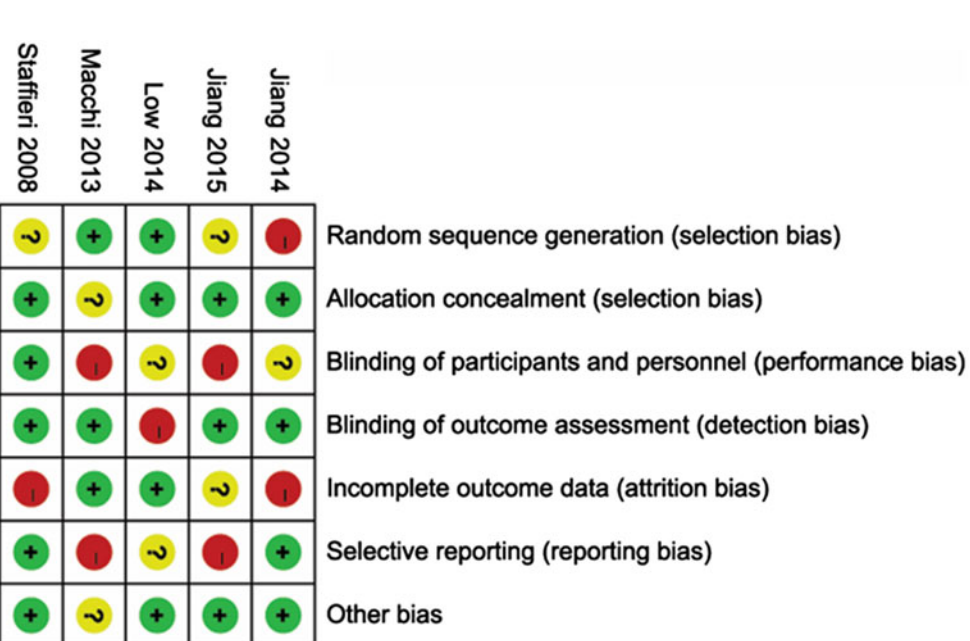 Staffieri 2008
Macchi 2013
Low 2014
Jiang 2015
Jiang 2014
? + + ? - Random sequence generation (selection bias)
+ ? + + + Allocation concealment (selection bias)
+ - ? - ? Blinding of participants and personnel (performance bias)
+ + - + + Blinding of outcome assessment (detection bias)
- + + ? - Incomplete outcome data (attrition bias)
+ - ? - + Selective reporting (reporting bias)
+ ? + + + Other bias